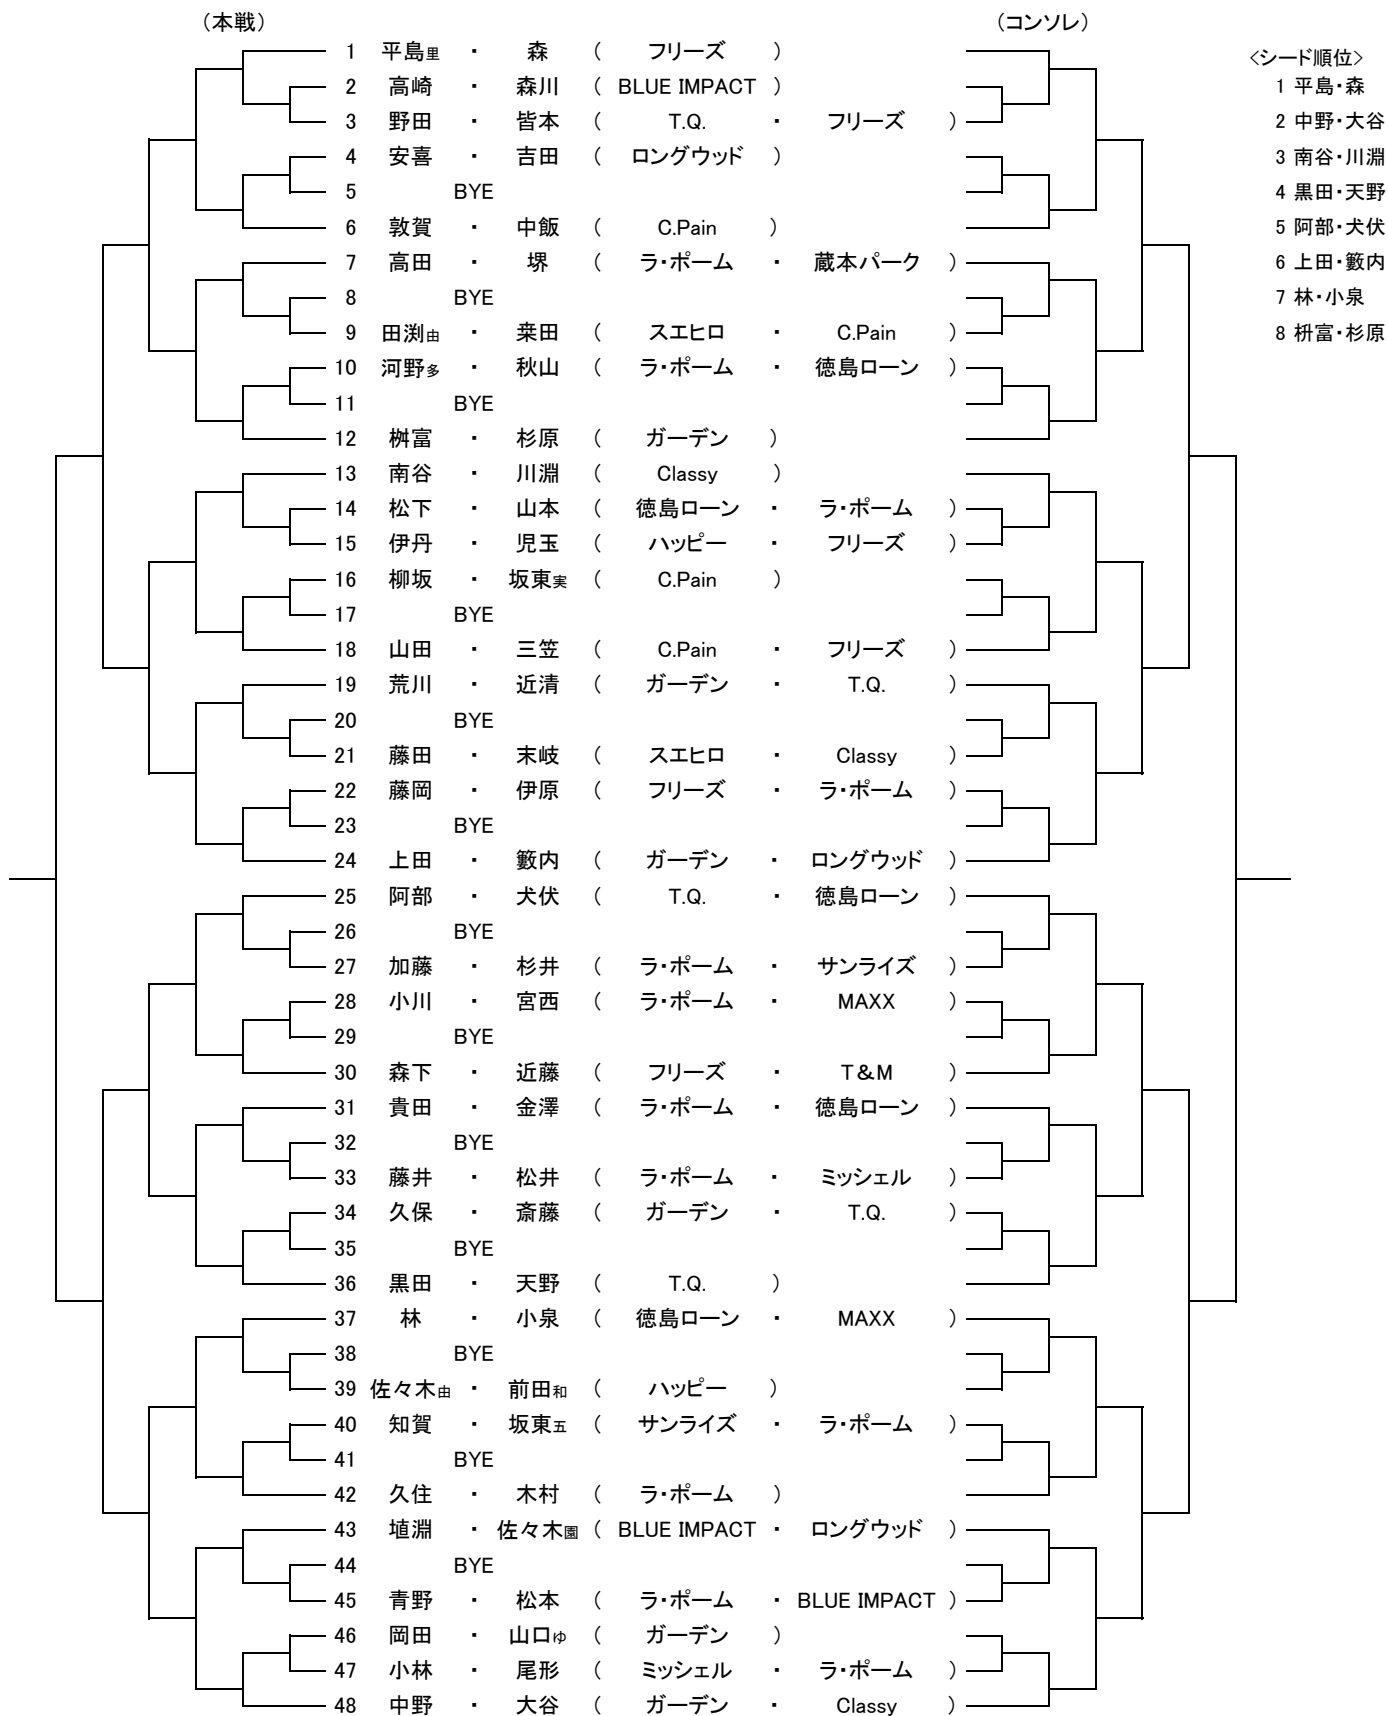 （本戦） （コンソレ）
1 平島里 ・ 森 （ フリーズ ）
<シード順位>
2 高崎 ・ 森川 （ BLUE IMPACT ） 1 平島・森
3 野田 ・ 皆本 （ T.Q. ・ フリーズ ） 2 中野・大谷
4 安喜 ・ 吉田 （ ロングウッド ） 3 南谷・川淵
5 BYE 4 黒田・天野
6 敦賀 ・ 中飯 （ C.Pain ） 5 阿部・犬伏
7 高田 ・ 堺 （ ラ・ポーム ・ 蔵本パーク ） 6 上田・籔内
8 BYE 7 林・小泉
9 田渕由 ・ 桒田 （ スエヒロ ・ C.Pain ） 8 枡富・杉原
10 河野多 ・ 秋山 （ ラ・ポーム ・ 徳島ローン ）
11 BYE
12 桝富 ・ 杉原 （ ガーデン ）
13 南谷 ・ 川淵 （ Classy ）
14 松下 ・ 山本 （ 徳島ローン ・ ラ・ポーム ）
15 伊丹 ・ 児玉 （ ハッピー ・ フリーズ ）
16 柳坂 ・ 坂東実 （ C.Pain ）
17 BYE
18 山田 ・ 三笠 （ C.Pain ・ フリーズ ）
19 荒川 ・ 近清 （ ガーデン ・ T.Q. ）
20 BYE
21 藤田 ・ 末岐 （ スエヒロ ・ Classy ）
22 藤岡 ・ 伊原 （ フリーズ ・ ラ・ポーム ）
23 BYE
24 上田 ・ 籔内 （ ガーデン ・ ロングウッド ）
25 阿部 ・ 犬伏 （ T.Q. ・ 徳島ローン ）
26 BYE
27 加藤 ・ 杉井 （ ラ・ポーム ・ サンライズ ）
28 小川 ・ 宮西 （ ラ・ポーム ・ MAXX ）
29 BYE
30 森下 ・ 近藤 （ フリーズ ・ T&M ）
31 貴田 ・ 金澤 （ ラ・ポーム ・ 徳島ローン ）
32 BYE
33 藤井 ・ 松井 （ ラ・ポーム ・ ミッシェル ）
34 久保 ・ 斎藤 （ ガーデン ・ T.Q. ）
35 BYE
36 黒田 ・ 天野 （ T.Q. ）
37 林 ・ 小泉 （ 徳島ローン ・ MAXX ）
38 BYE
39 佐々木由 ・ 前田和 （ ハッピー ）
40 知賀 ・ 坂東五 （ サンライズ ・ ラ・ポーム ）
41 BYE
42 久住 ・ 木村 （ ラ・ポーム ）
43 埴淵 ・ 佐々木園 （ BLUE IMPACT ・ ロングウッド ）
44 BYE
45 青野 ・ 松本 （ ラ・ポーム ・ BLUE IMPACT ）
46 岡田 ・ 山口ゆ （ ガーデン ）
47 小林 ・ 尾形 （ ミッシェル ・ ラ・ポーム ）
48 中野 ・ 大谷 （ ガーデン ・ Classy ）